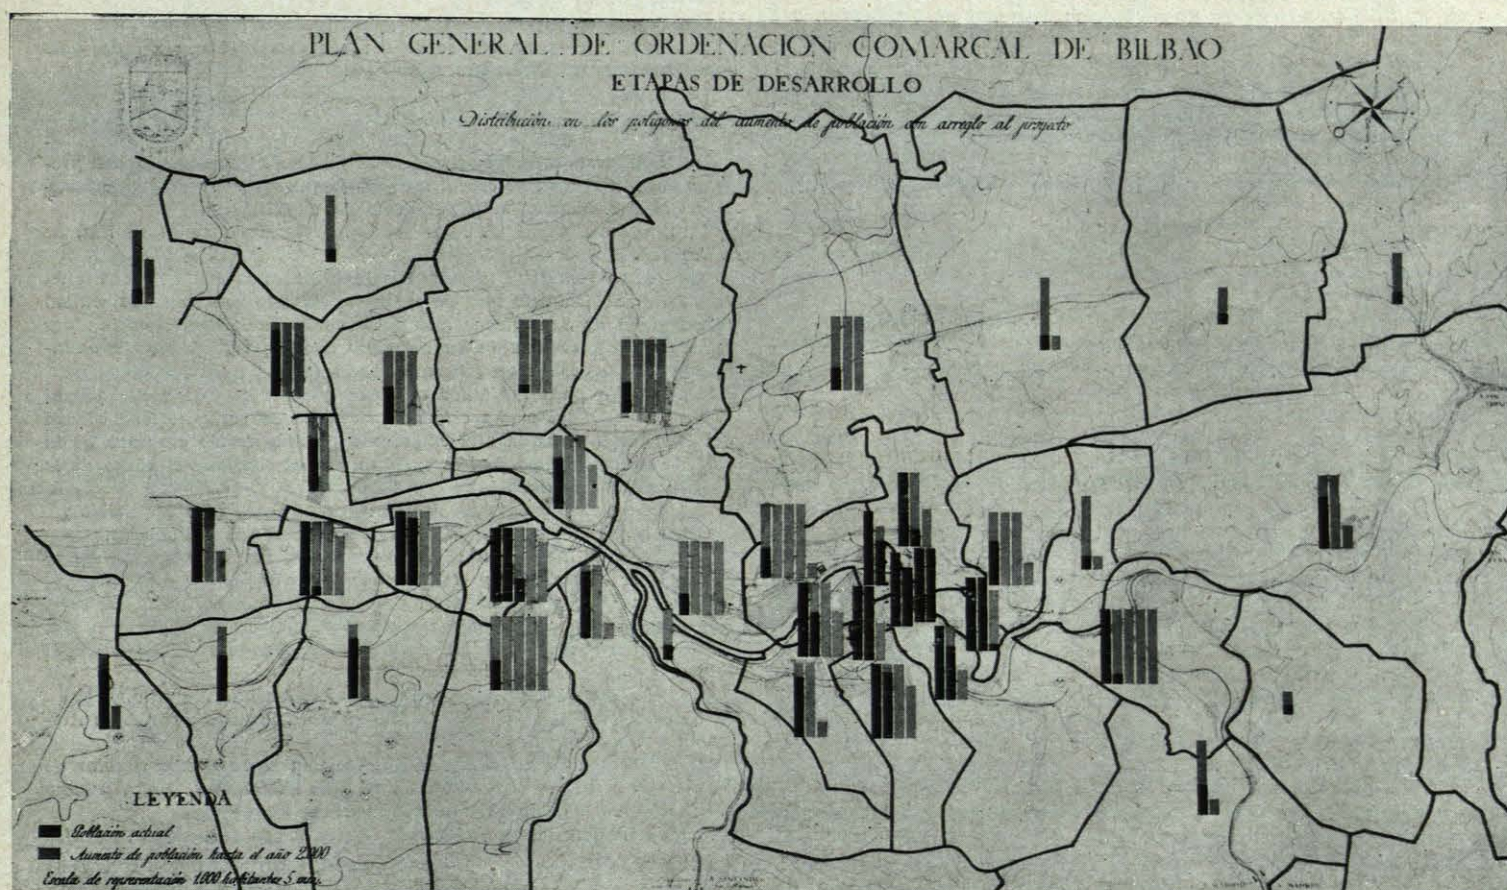 PLAN GENERAL DE ORDENACION COMARCAL DE BILBAO
ETAPAS DE DESARROLLO
Distribución en los polígonos del aumento de población con arreglo al proyecto
LEYENDA
Población actual
Aumento de población hasta el año 2.000
Escala de representación 1.000 habitantes 5 mm.